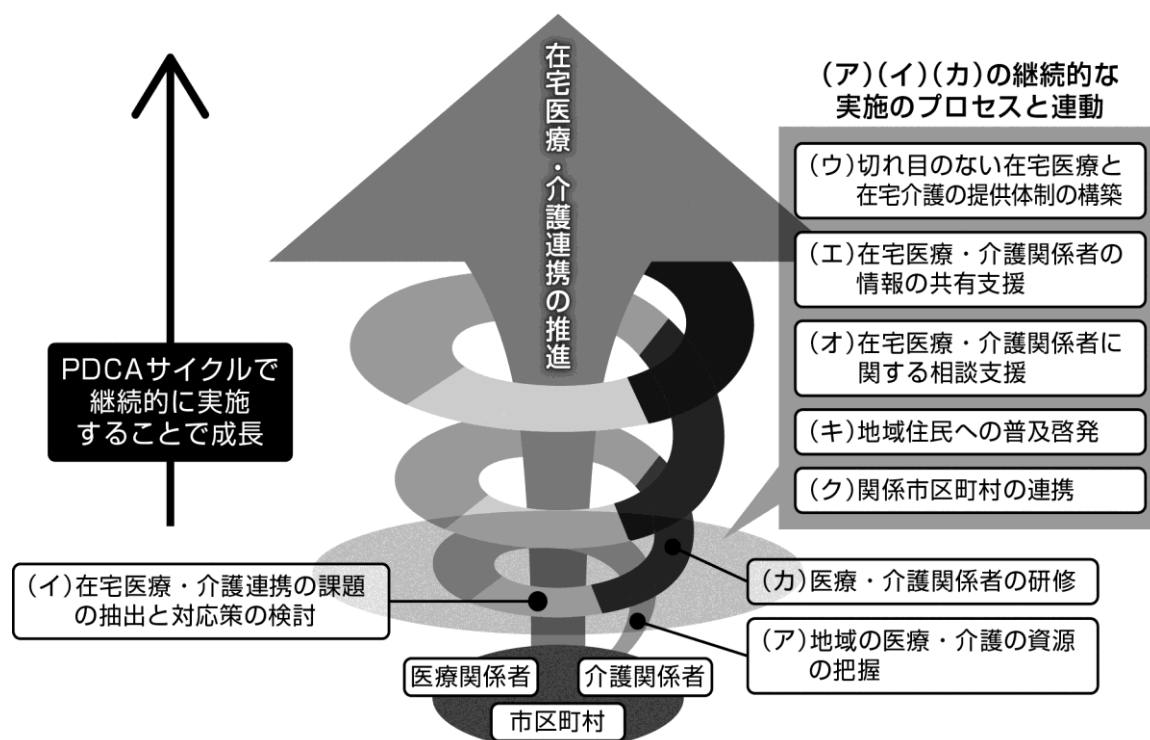 在宅医療・介護連携の推進
(ア)(イ)(カ)の継続的な
実施のプロセスと連動
(ウ)切れ目のない在宅医療と
在宅介護の提供体制の構築
(エ)在宅医療・介護関係者の
情報の共有支援
(オ)在宅医療・介護関係者に
関する相談支援
(キ)地域住民への普及啓発
(ク)関係市区町村の連携
PDCAサイクルで
継続的に実施
することで成長
(イ)在宅医療・介護連携の課題
の抽出と対応策の検討
(カ)医療・介護関係者の研修
(ア)地域の医療・介護の資源
の把握
医療関係者
介護関係者
市区町村